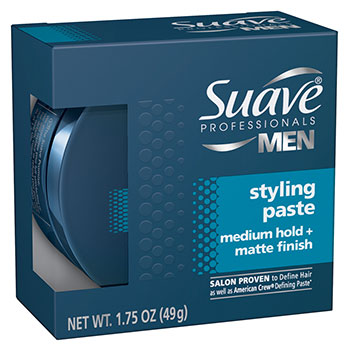 Suave®
PROFESSIONALS
MEN
styling
paste
medium hold +
matte finish
SALON PROVEN to Define Hair
as well as American Crew® Defining Paste*
NET WT. 1.75 OZ (49g)